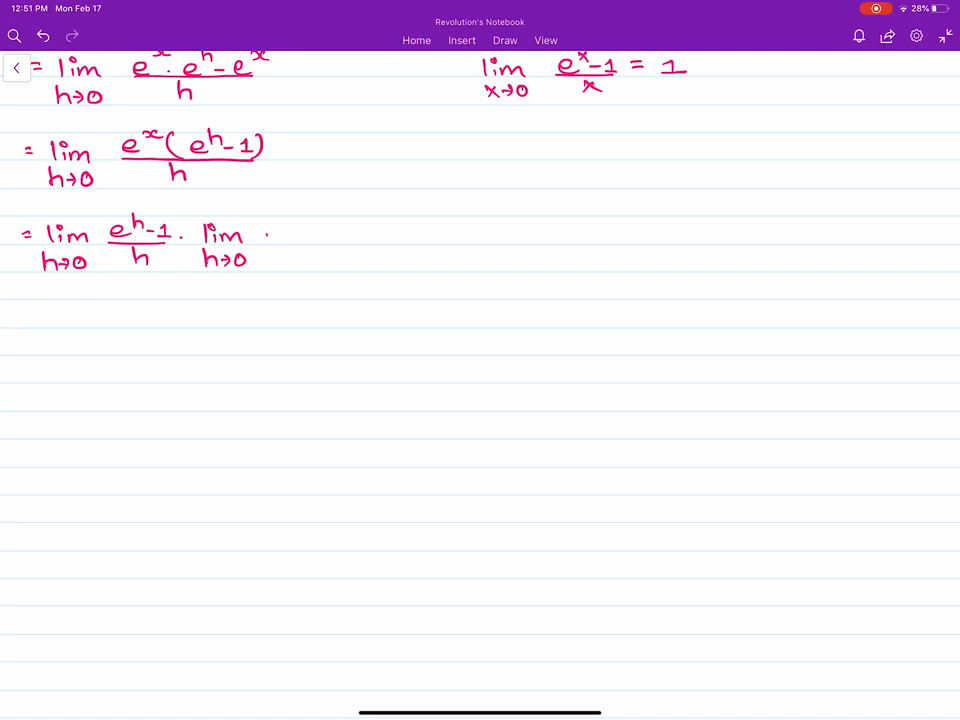 12:51 PM Mon Feb 17
28%
Revolution's Notebook
Home Insert Draw View
= lim h→0 (e^x · e^h − e^x)/h
lim x→0 (e^x − 1)/x = 1
= lim h→0 e^x(e^h − 1)/h
= lim h→0 (e^h − 1)/h · lim h→0